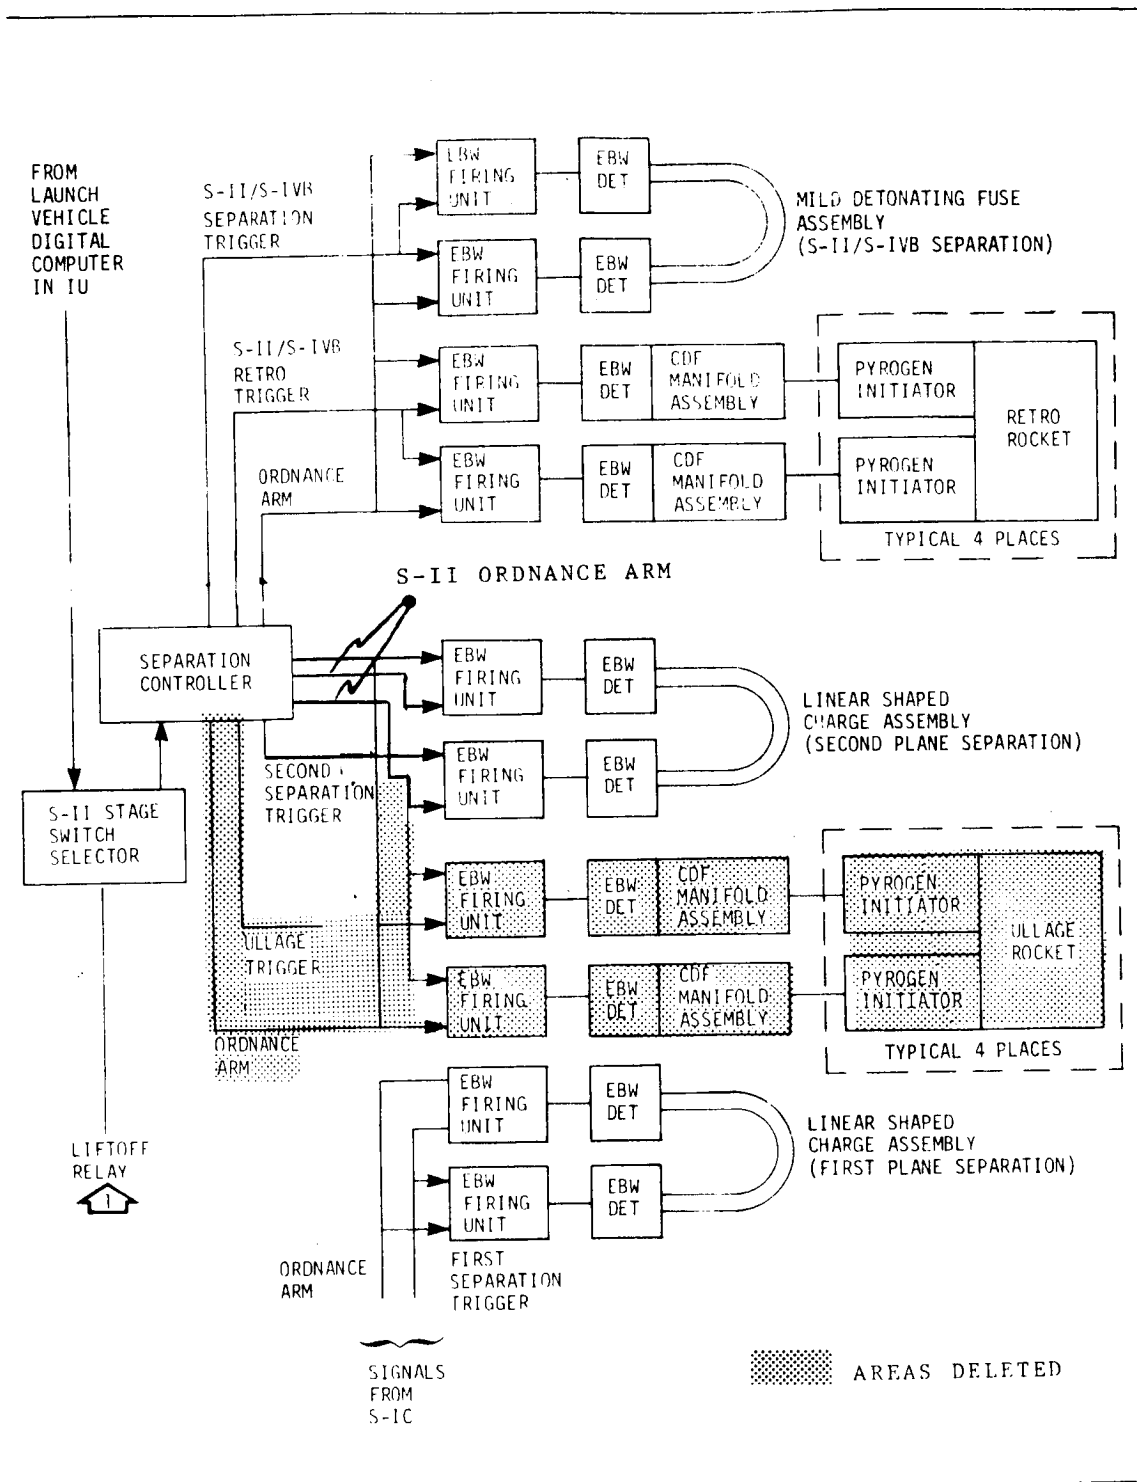 FROM
LAUNCH
VEHICLE
DIGITAL
COMPUTER
IN IU
S-II/S-IVB
SEPARATION
TRIGGER
EBW
FIRING
UNIT
EBW
DET
EBW
FIRING
UNIT
EBW
DET
MILD DETONATING FUSE
ASSEMBLY
(S-II/S-IVB SEPARATION)
S-II/S-IVB
RETRO
TRIGGER
EBW
FIRING
UNIT
EBW
DET
CDF
MANIFOLD
ASSEMBLY
PYROGEN
INITIATOR
RETRO
ROCKET
ORDNANCE
ARM
EBW
FIRING
UNIT
EBW
DET
CDF
MANIFOLD
ASSEMBLY
PYROGEN
INITIATOR
TYPICAL 4 PLACES
S-II ORDNANCE ARM
SEPARATION
CONTROLLER
EBW
FIRING
UNIT
EBW
DET
LINEAR SHAPED
CHARGE ASSEMBLY
(SECOND PLANE SEPARATION)
EBW
FIRING
UNIT
EBW
DET
SECOND
SEPARATION
TRIGGER
S-II STAGE
SWITCH
SELECTOR
EBW
FIRING
UNIT
EBW
DET
CDF
MANIFOLD
ASSEMBLY
PYROGEN
INITIATOR
ULLAGE
ROCKET
ULLAGE
TRIGGER
EBW
FIRING
UNIT
EBW
DET
CDF
MANIFOLD
ASSEMBLY
PYROGEN
INITIATOR
ORDNANCE
ARM
TYPICAL 4 PLACES
EBW
FIRING
UNIT
EBW
DET
LINEAR SHAPED
CHARGE ASSEMBLY
(FIRST PLANE SEPARATION)
LIFTOFF
RELAY
1
EBW
FIRING
UNIT
EBW
DET
ORDNANCE
ARM
FIRST
SEPARATION
TRIGGER
SIGNALS
FROM
S-IC
AREAS DELETED